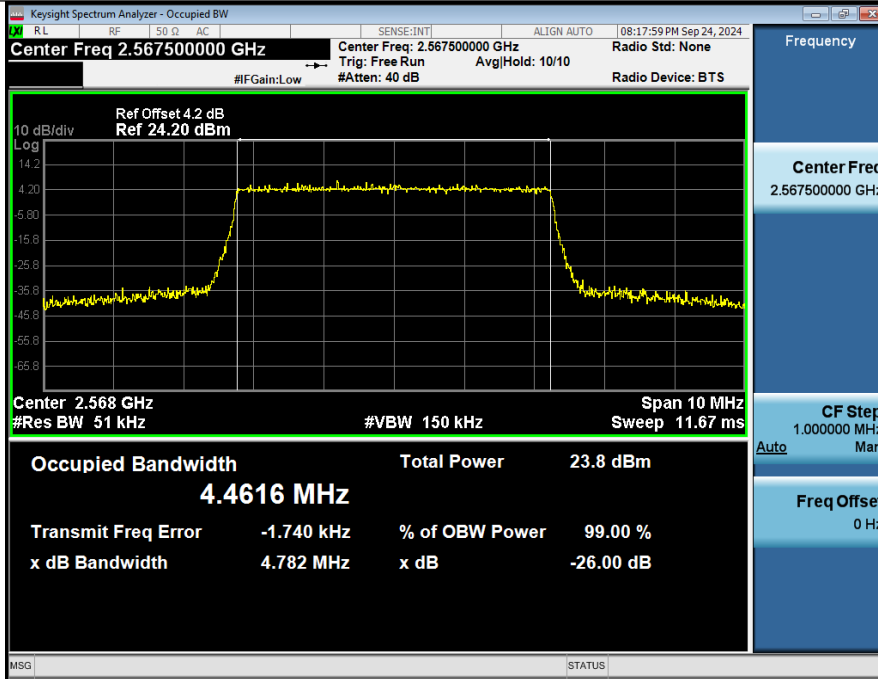 Keysight Spectrum Analyzer - Occupied BW
LXI RL RF 50 Ω AC SENSE:INT ALIGN AUTO 08:17:59 PM Sep 24, 2024
Center Freq 2.567500000 GHz
Center Freq: 2.567500000 GHz
Radio Std: None
Trig: Free Run Avg|Hold: 10/10
#IFGain:Low
#Atten: 40 dB
Radio Device: BTS
Frequency
Ref Offset 4.2 dB
10 dB/div Ref 24.20 dBm
Log
14.2
4.20
-5.80
-15.8
-25.8
-35.8
-45.8
-55.8
-65.8
Center 2.568 GHz Span 10 MHz
#Res BW 51 kHz #VBW 150 kHz Sweep 11.67 ms
Occupied Bandwidth Total Power 23.8 dBm
4.4616 MHz
Transmit Freq Error -1.740 kHz % of OBW Power 99.00 %
x dB Bandwidth 4.782 MHz x dB -26.00 dB
Center Freq
2.567500000 GHz
CF Step
1.000000 MHz
Auto Man
Freq Offset
0 Hz
MSG STATUS